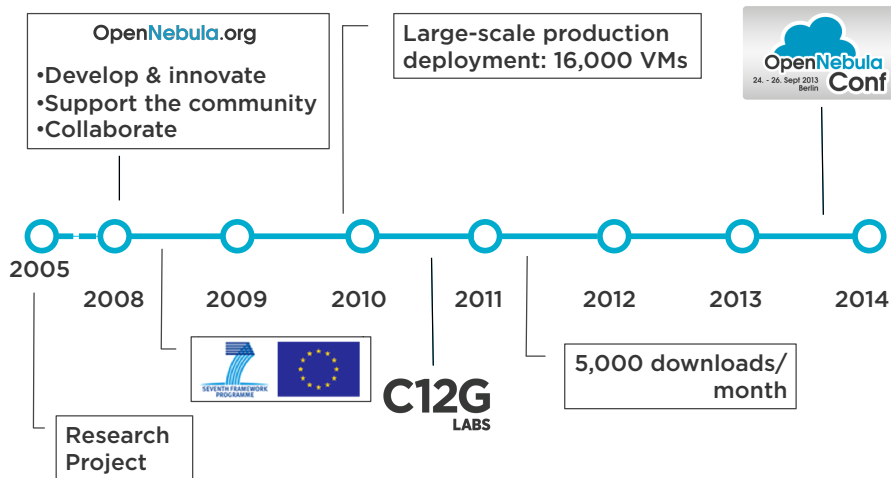 OpenNebula.org
•Develop & innovate
•Support the community
•Collaborate
Large-scale production
deployment: 16,000 VMs
OpenNebula
24. - 26. Sept 2013
Berlin
Conf
2005
2008
2009
2010
2011
2012
2013
2014
SEVENTH FRAMEWORK
PROGRAMME
C12G
LABS
5,000 downloads/
month
Research
Project